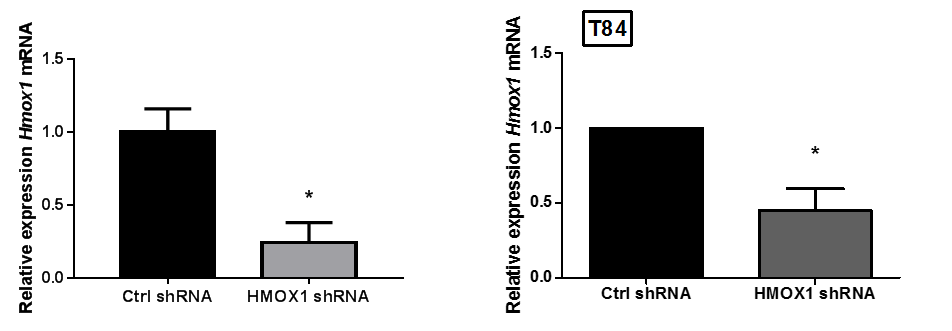 Relative expression Hmox1 mRNA
1.5
1.0
0.5
0.0
*
Ctrl shRNA
HMOX1 shRNA
T84
Relative expression Hmox1 mRNA
1.5
1.0
0.5
0.0
*
Ctrl shRNA
HMOX1 shRNA